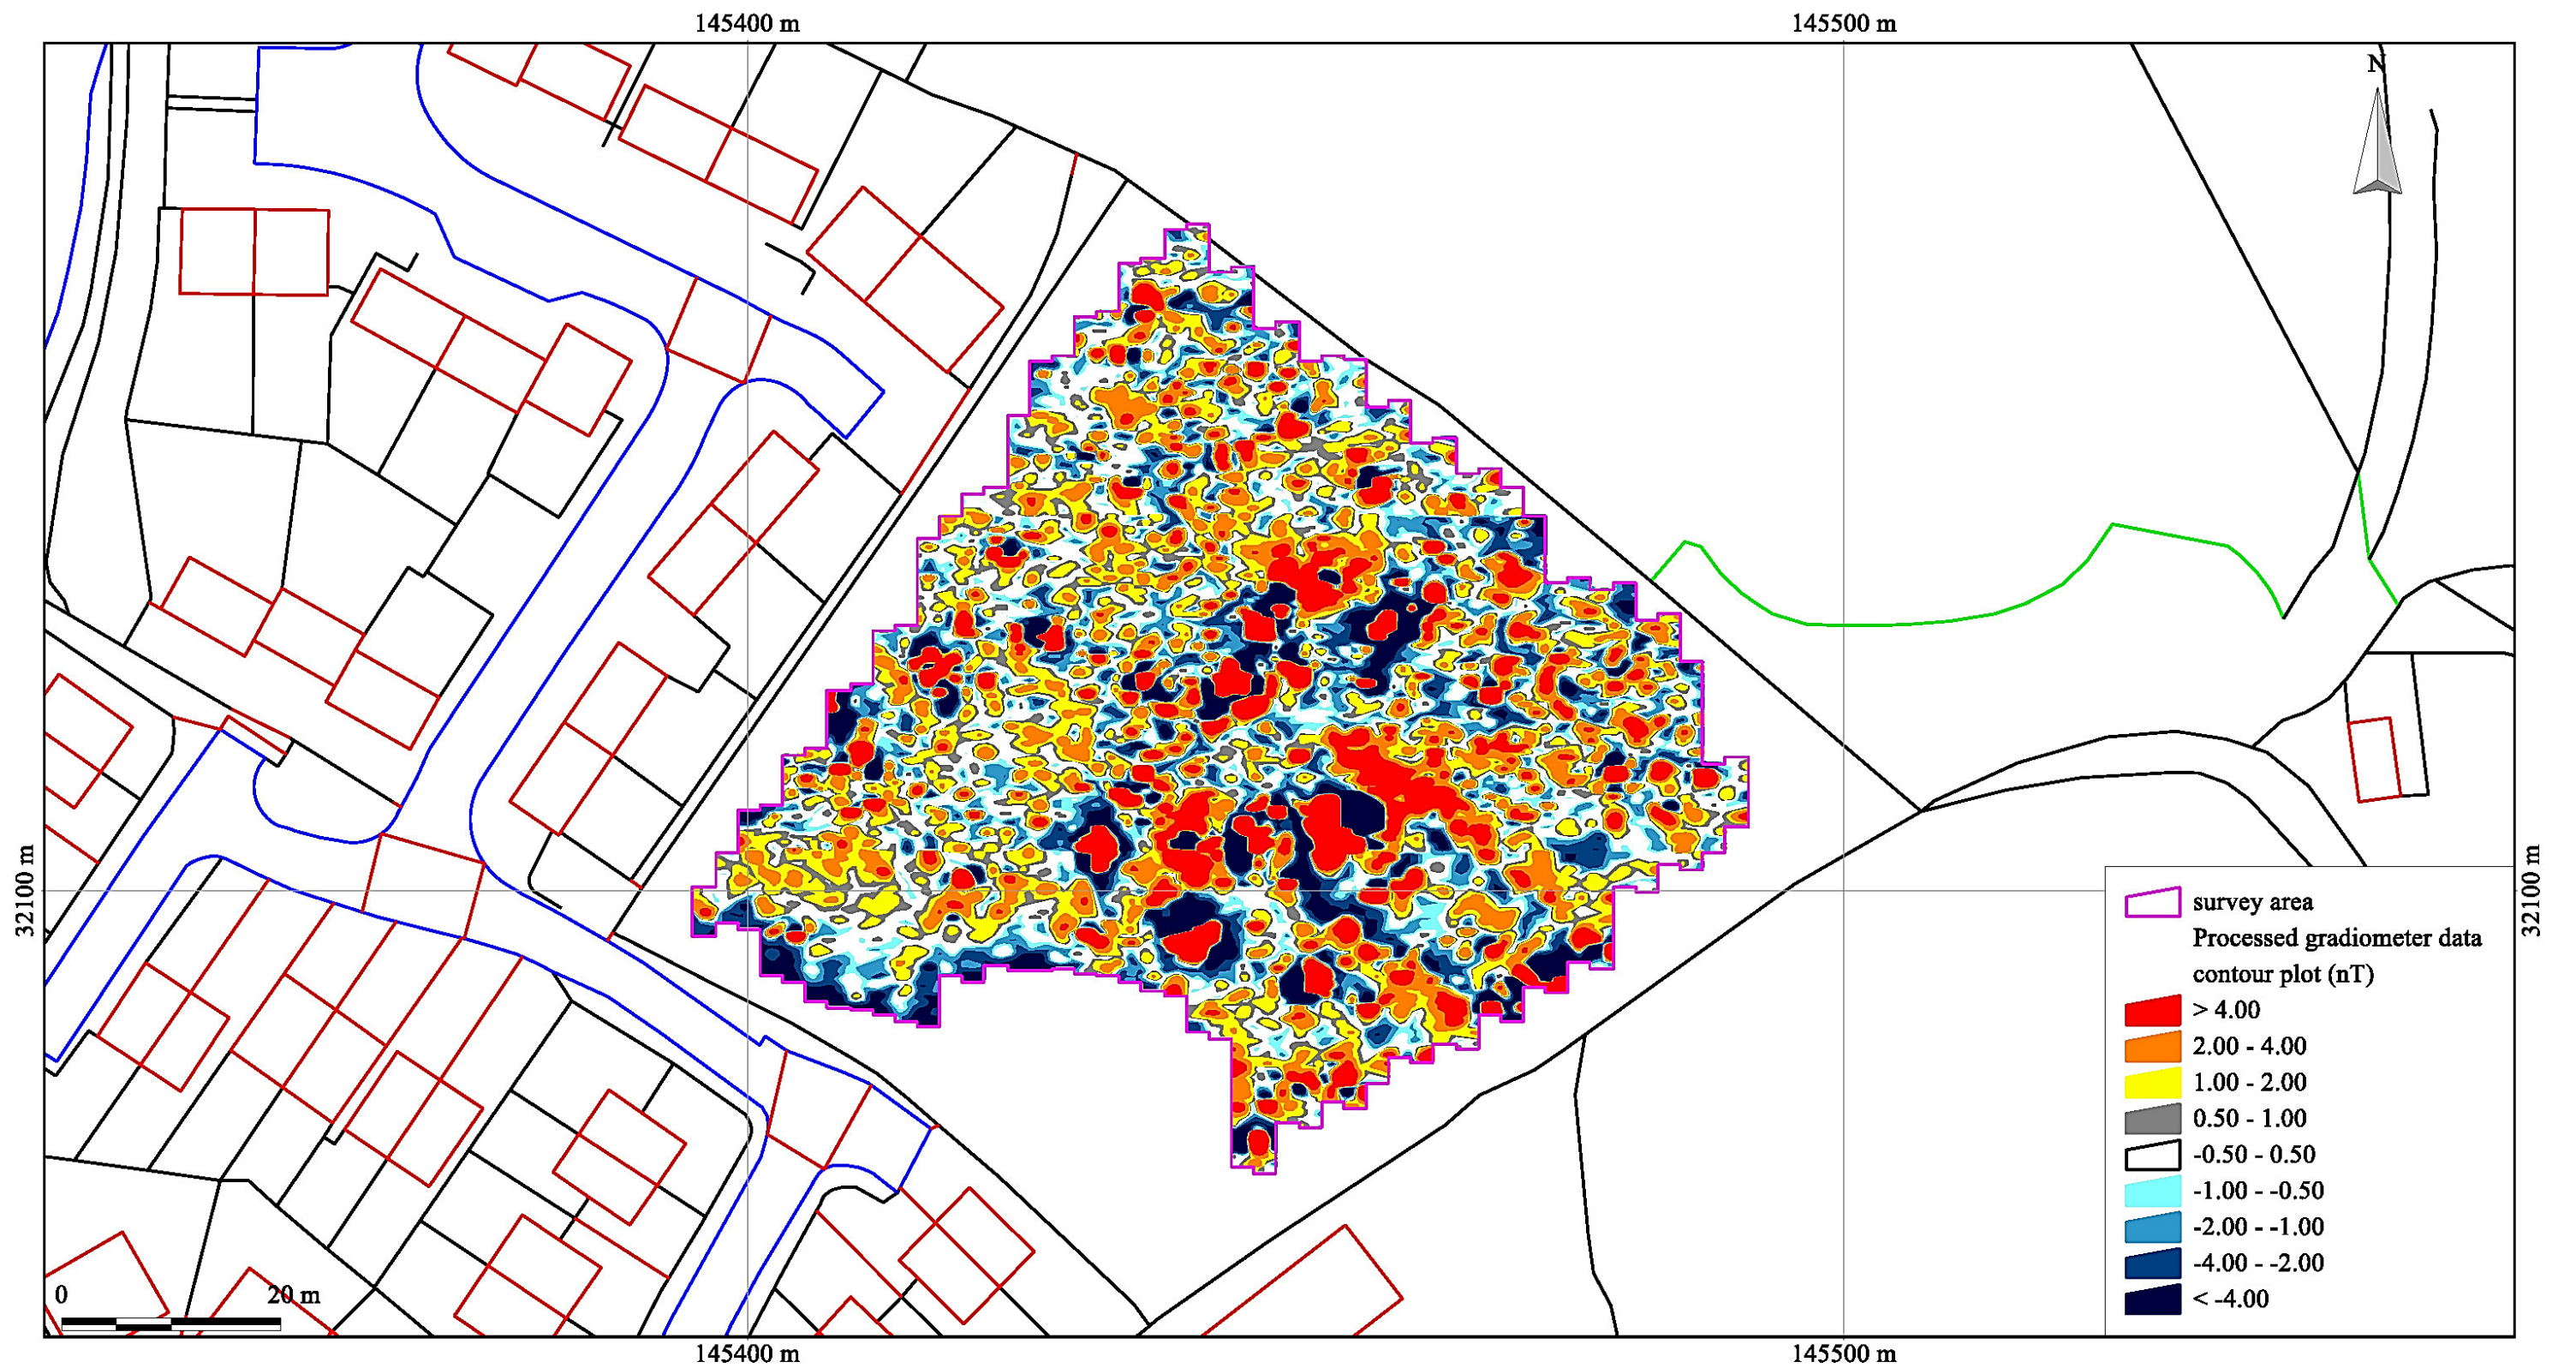 145400 m
145500 m
N
32100 m
32100 m
survey area
Processed gradiometer data
contour plot (nT)
> 4.00
2.00 - 4.00
1.00 - 2.00
0.50 - 1.00
-0.50 - 0.50
-1.00 - -0.50
-2.00 - -1.00
-4.00 - -2.00
< -4.00
0
20 m
145400 m
145500 m